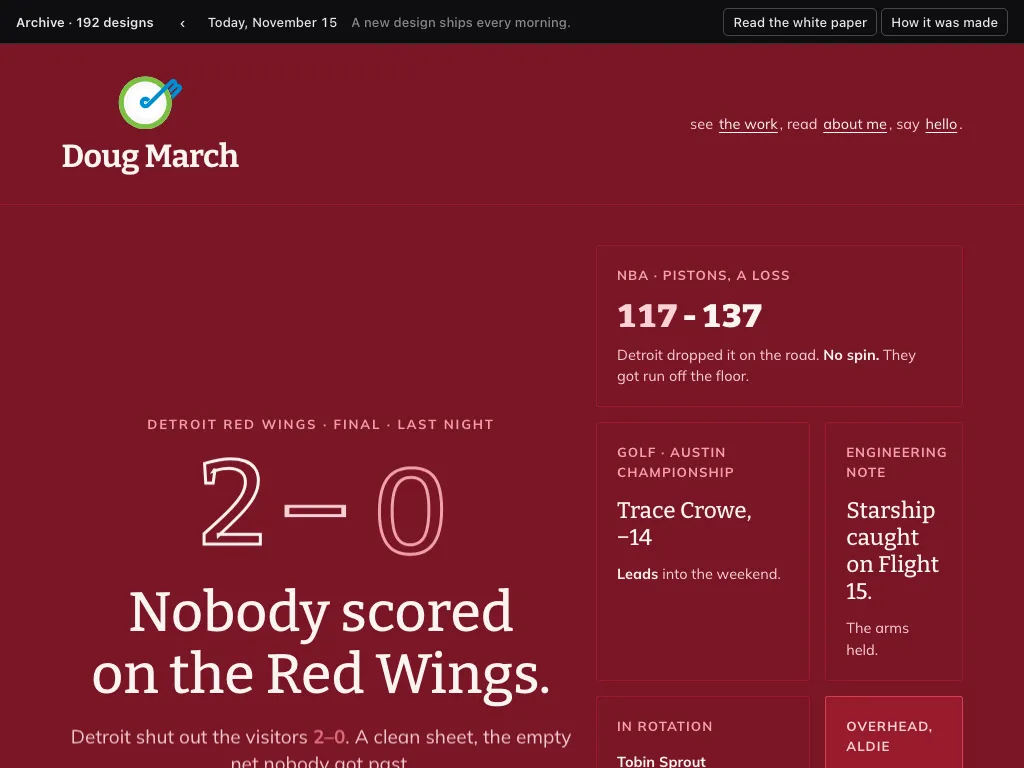 Archive · 192 designs
‹
Today, November 15
A new design ships every morning.
Read the white paper
How it was made
Doug March
see the work, read about me, say hello.
DETROIT RED WINGS · FINAL · LAST NIGHT
2 – 0
Nobody scored
on the Red Wings.
Detroit shut out the visitors 2–0. A clean sheet, the empty
net nobody got past
NBA · PISTONS, A LOSS
117 - 137
Detroit dropped it on the road. No spin. They
got run off the floor.
GOLF · AUSTIN
CHAMPIONSHIP
Trace Crowe,
−14
Leads into the weekend.
ENGINEERING
NOTE
Starship
caught
on Flight
15.
The arms
held.
IN ROTATION
Tobin Sprout
OVERHEAD,
ALDIE